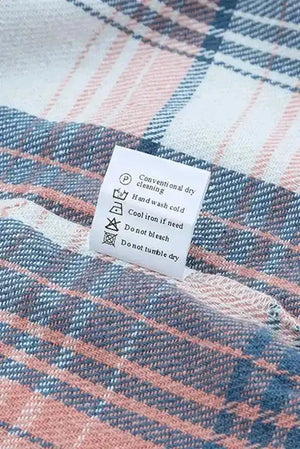 P Conventional dry
cleaning
Hand wash cold
Cool iron if need
Do not bleach
Do not tumble dry